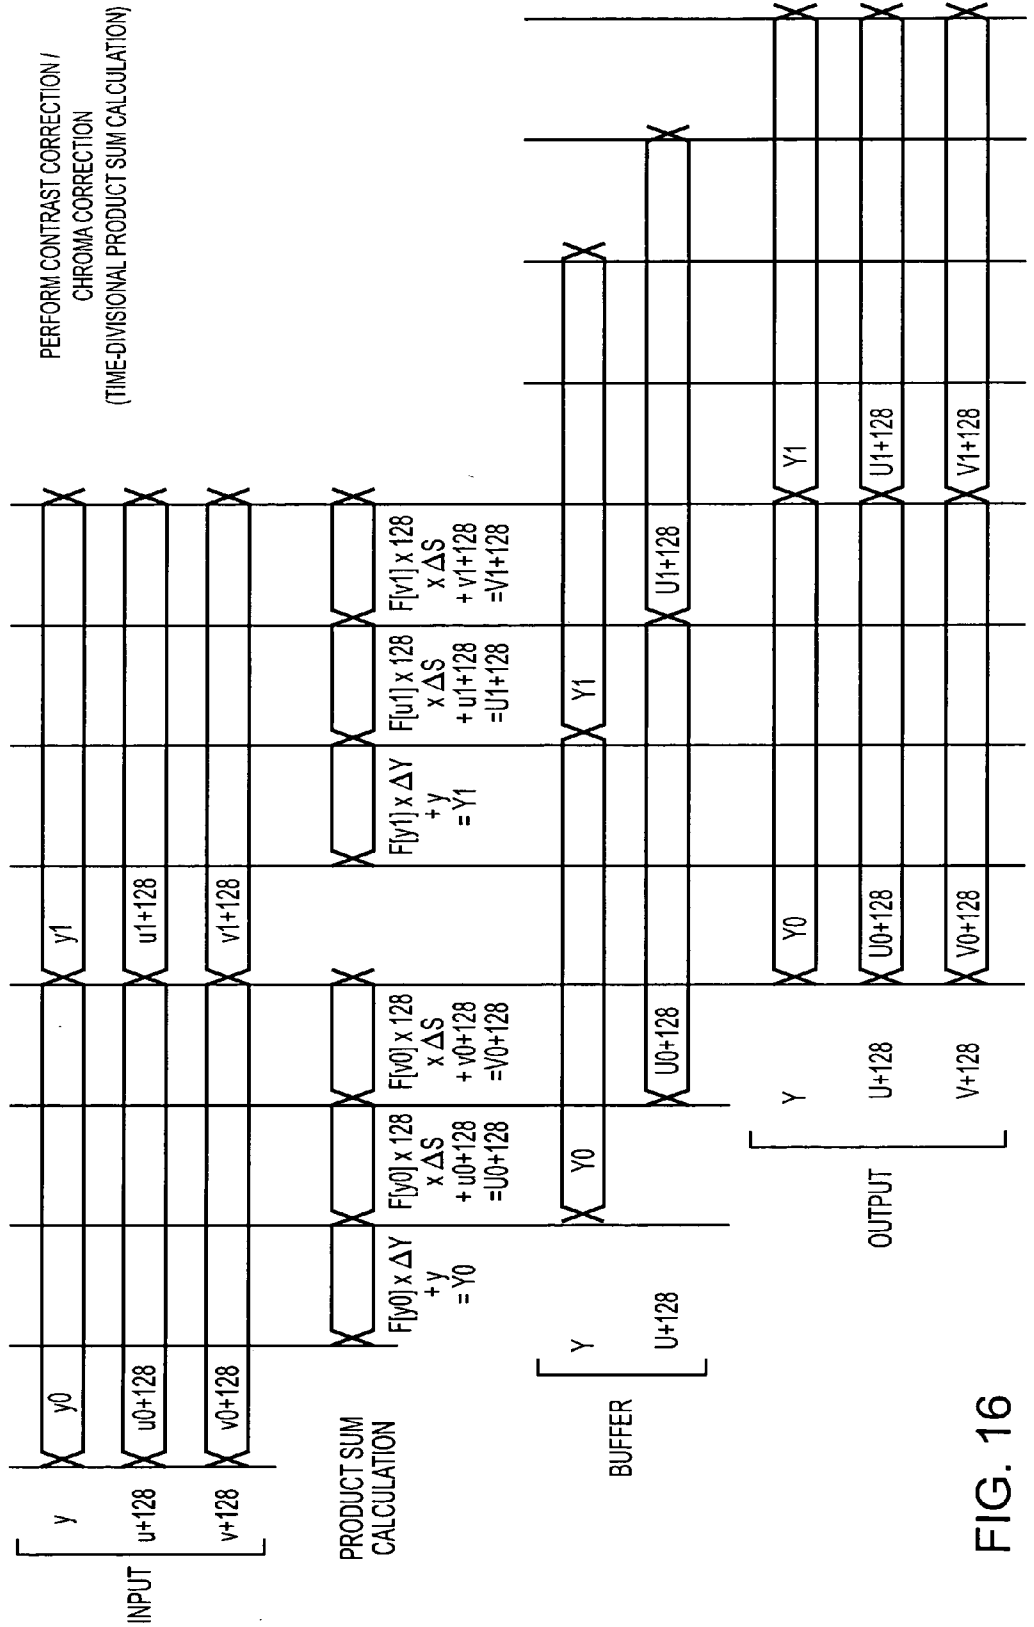 PERFORM CONTRAST CORRECTION /
CHROMA CORRECTION
(TIME-DIVISIONAL PRODUCT SUM CALCULATION)
INPUT
y
y0
y1
u+128
u0+128
u1+128
v+128
v0+128
v1+128
PRODUCT SUM
CALCULATION
F[y0] x ΔY
+ y
= Y0
F[y0] x 128
x ΔS
+ u0+128
=U0+128
F[v0] x 128
x ΔS
+ v0+128
=V0+128
F[y1] x ΔY
+ y
= Y1
F[u1] x 128
x ΔS
+ u1+128
=U1+128
F[v1] x 128
x ΔS
+ v1+128
=V1+128
BUFFER
Y
Y0
Y1
U+128
U0+128
U1+128
OUTPUT
Y
Y0
Y1
U+128
U0+128
U1+128
V+128
V0+128
V1+128
FIG. 16